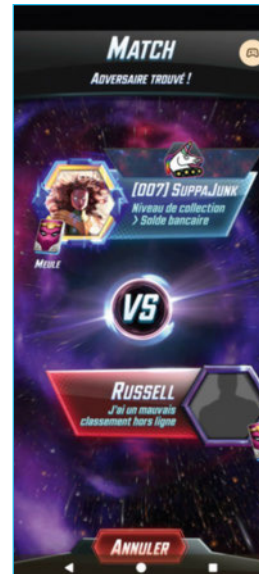 MATCH
ADVERSAIRE TROUVÉ !
[007] SUPPAJUNK
Niveau de collection
> Solde bancaire
MEULE
VS
RUSSELL
J'ai un mauvais
classement hors ligne
ANNULER